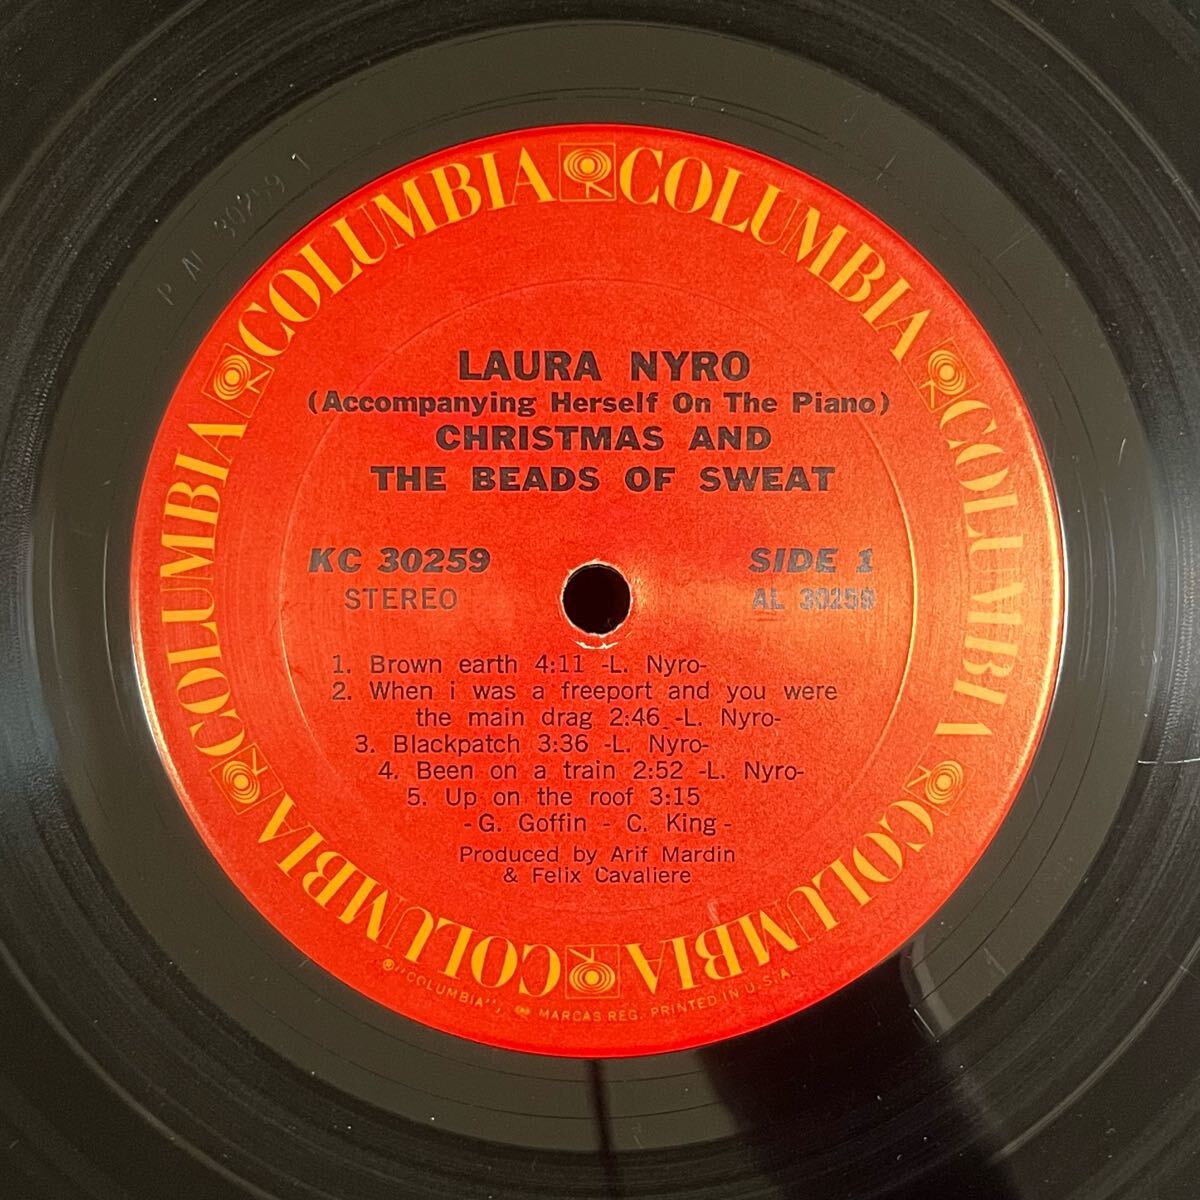 COLUMBIA COLUMBIA COLUMBIA COLUMBIA COLUMBIA COLUMBIA COLUMBIA
P AL 30259 1
LAURA NYRO
(Accompanying Herself On The Piano)
CHRISTMAS AND
THE BEADS OF SWEAT
KC 30259 SIDE 1
STEREO AL 30259
1. Brown earth 4:11 -L. Nyro-
2. When i was a freeport and you were
the main drag 2:46 -L. Nyro-
3. Blackpatch 3:36 -L. Nyro-
4. Been on a train 2:52 -L. Nyro-
5. Up on the roof 3:15
- G. Goffin - C. King -
Produced by Arif Mardin
& Felix Cavaliere
®"COLUMBIA", MARCAS REG. PRINTED IN U.S.A.